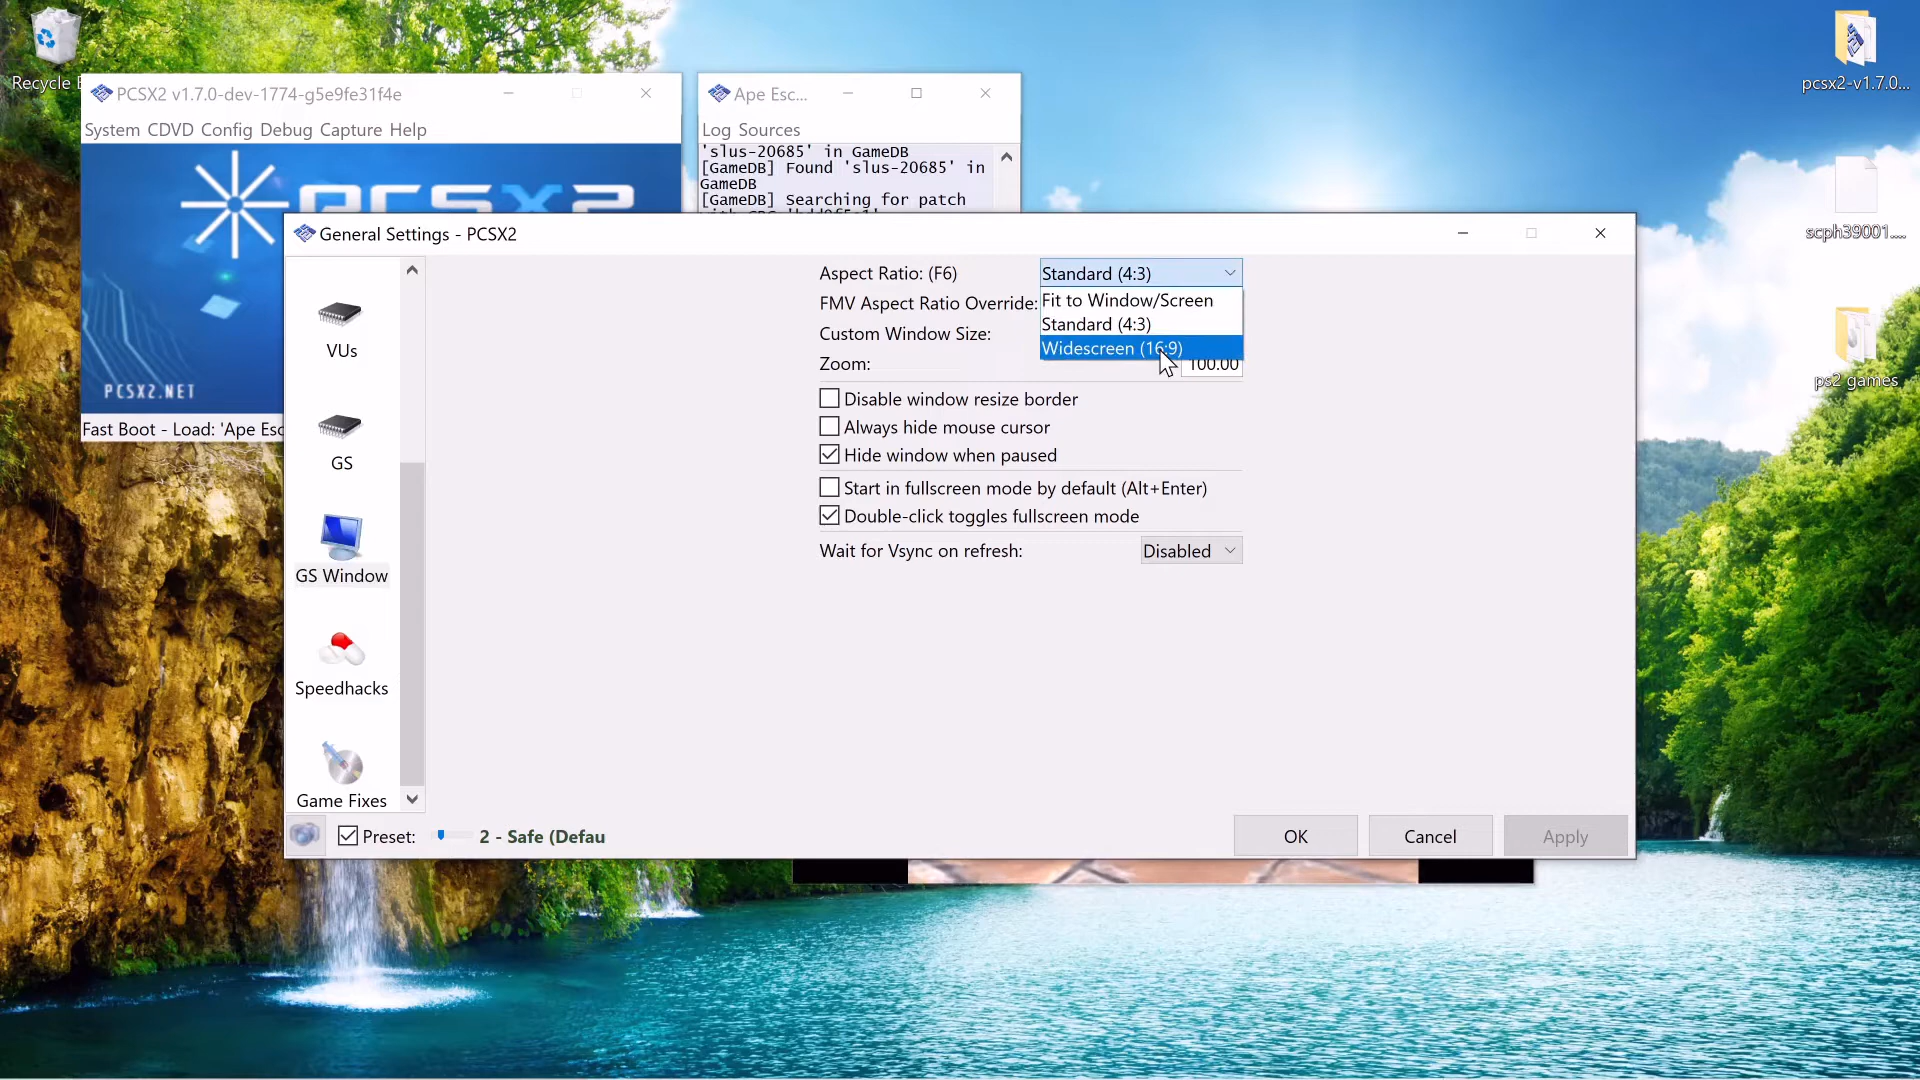 Recycle B
pcsx2-v1.7.0...
PCSX2 v1.7.0-dev-1774-g5e9fe31f4e
Ape Esc...
System CDVD Config Debug Capture Help
Log Sources
'slus-20685' in GameDB
[GameDB] Found 'slus-20685' in
GameDB
[GameDB] Searching for patch
PCSX2
PCSX2.NET
Fast Boot - Load: 'Ape Esc
scph39001....
ps2 games
General Settings - PCSX2
VUs
GS
GS Window
Speedhacks
Game Fixes
Aspect Ratio: (F6)
Standard (4:3)
Fit to Window/Screen
Standard (4:3)
Widescreen (16:9)
FMV Aspect Ratio Override:
Custom Window Size:
Zoom:
100.00
Disable window resize border
Always hide mouse cursor
Hide window when paused
Start in fullscreen mode by default (Alt+Enter)
Double-click toggles fullscreen mode
Wait for Vsync on refresh:
Disabled
Preset:
2 - Safe (Defau
OK
Cancel
Apply